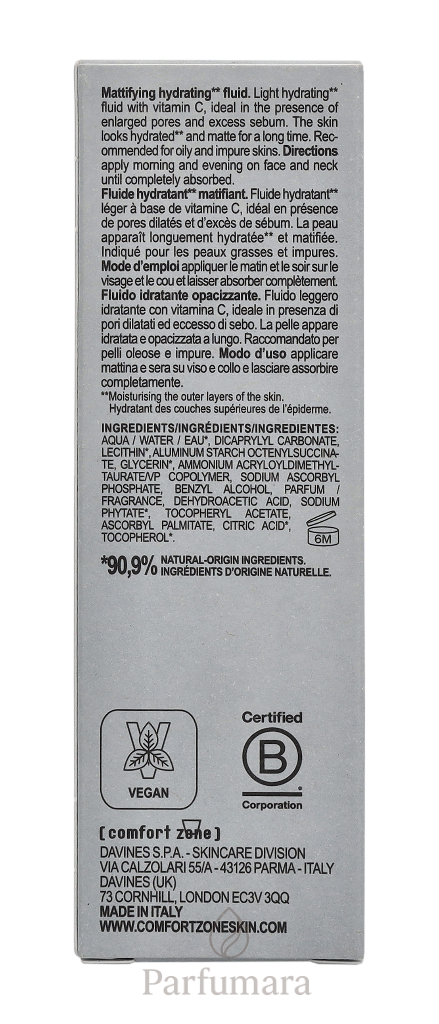 Mattifying hydrating** fluid. Light hydrating**
fluid with vitamin C, ideal in the presence of
enlarged pores and excess sebum. The skin
looks hydrated** and matte for a long time. Rec-
ommended for oily and impure skins. Directions
apply morning and evening on face and neck
until completely absorbed.
Fluide hydratant** matifiant. Fluide hydratant**
léger à base de vitamine C, idéal en présence
de pores dilatés et d'excès de sébum. La peau
apparaît longuement hydratée** et matifiée.
Indiqué pour les peaux grasses et impures.
Mode d'emploi appliquer le matin et le soir sur le
visage et le cou et laisser absorber complètement.
Fluido idratante opacizzante. Fluido leggero
idratante con vitamina C, ideale in presenza di
pori dilatati ed eccesso di sebo. La pelle appare
idratata e opacizzata a lungo. Raccomandato per
pelli oleose e impure. Modo d'uso applicare
mattina e sera su viso e collo e lasciare assorbire
completamente.
**Moisturising the outer layers of the skin.
Hydratant des couches supérieures de l'épiderme.
INGREDIENTS/INGRÉDIENTS/INGREDIENTES:
AQUA / WATER / EAU*, DICAPRYLYL CARBONATE,
LECITHIN*, ALUMINUM STARCH OCTENYLSUCCINA-
TE, GLYCERIN*, AMMONIUM ACRYLOYLDIMETHYL-
TAURATE/VP COPOLYMER, SODIUM ASCORBYL
PHOSPHATE, BENZYL ALCOHOL, PARFUM /
FRAGRANCE, DEHYDROACETIC ACID, SODIUM
PHYTATE*, TOCOPHERYL ACETATE,
ASCORBYL PALMITATE, CITRIC ACID*,
TOCOPHEROL*.
6M
*90,9% NATURAL-ORIGIN INGREDIENTS.
INGRÉDIENTS D'ORIGINE NATURELLE.
V
VEGAN
Certified
B
Corporation
[ comfort zone ]
DAVINES S.P.A. - SKINCARE DIVISION
VIA CALZOLARI 55/A - 43126 PARMA - ITALY
DAVINES (UK)
73 CORNHILL, LONDON EC3V 3QQ
MADE IN ITALY
WWW.COMFORTZONESKIN.COM
Parfumara